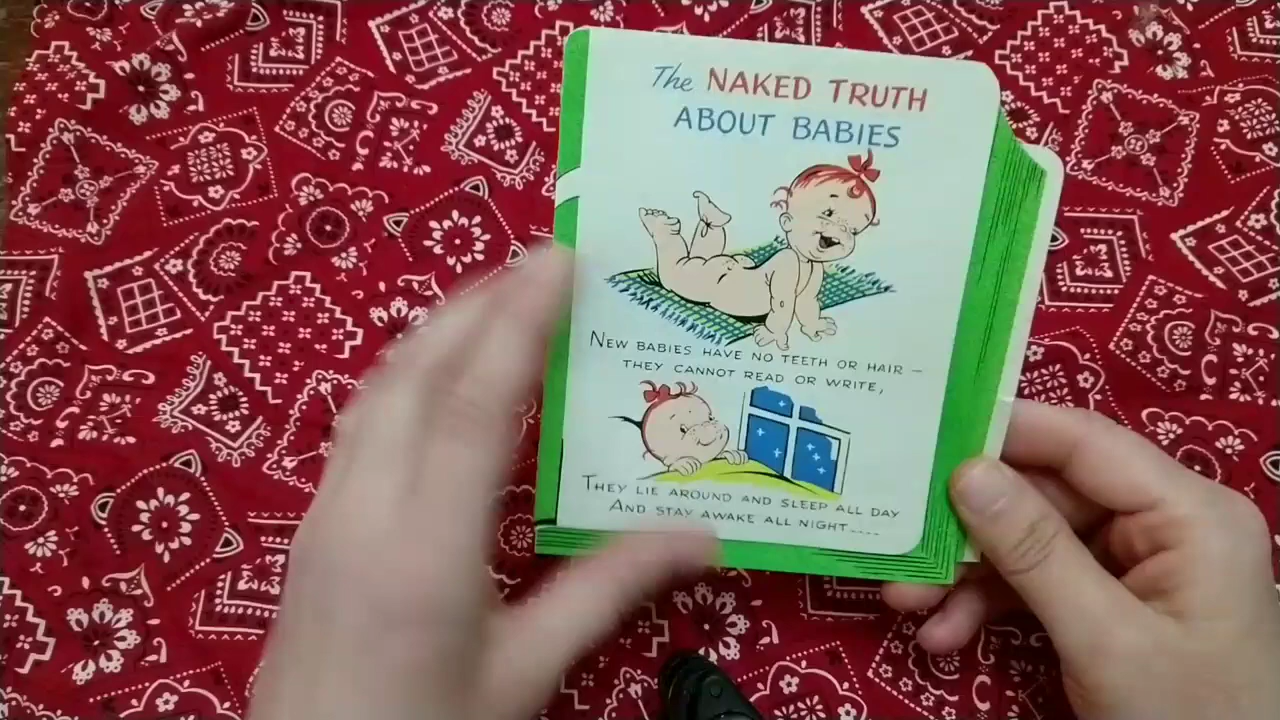 The NAKED TRUTH
ABOUT BABIES
NEW BABIES HAVE NO TEETH OR HAIR —
THEY CANNOT READ OR WRITE,
THEY LIE AROUND AND SLEEP ALL DAY
AND STAY AWAKE ALL NIGHT----